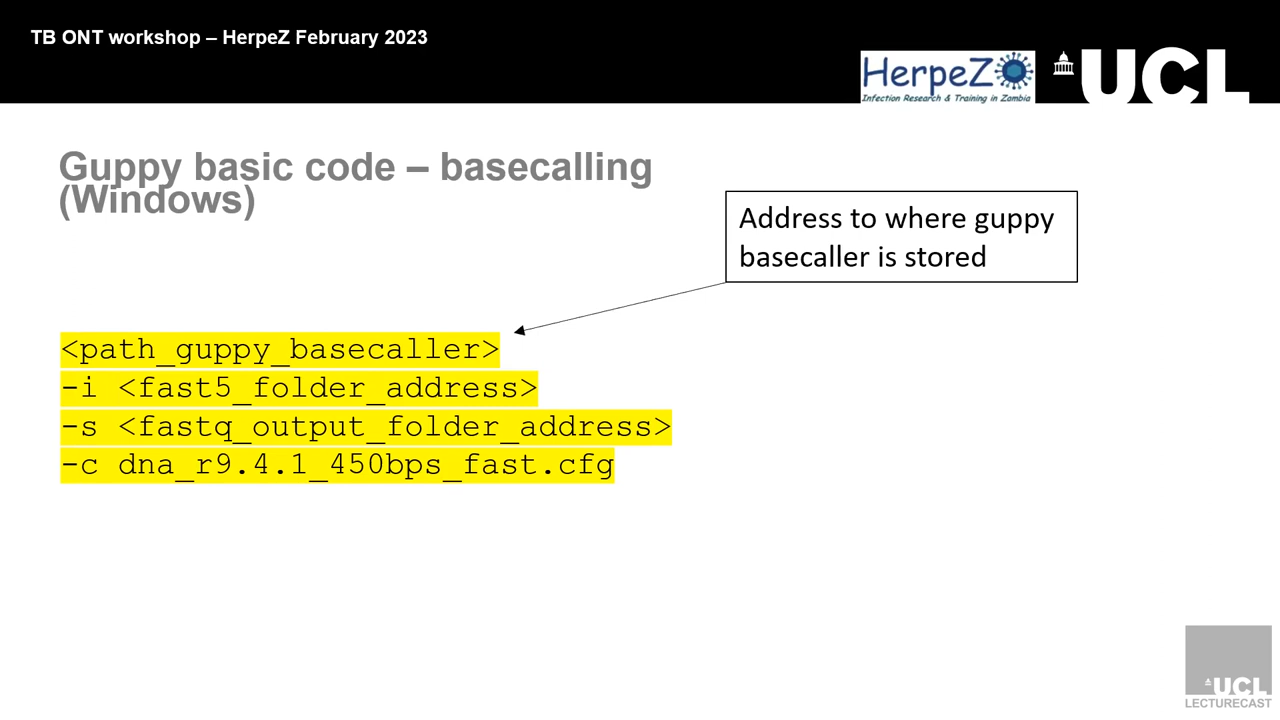 TB ONT workshop – HerpeZ February 2023
HerpeZ
Infection Research & Training in Zambia
UCL
Guppy basic code – basecalling
(Windows)
Address to where guppy
basecaller is stored
<path_guppy_basecaller>
-i <fast5_folder_address>
-s <fastq_output_folder_address>
-c dna_r9.4.1_450bps_fast.cfg
UCL
LECTURECAST